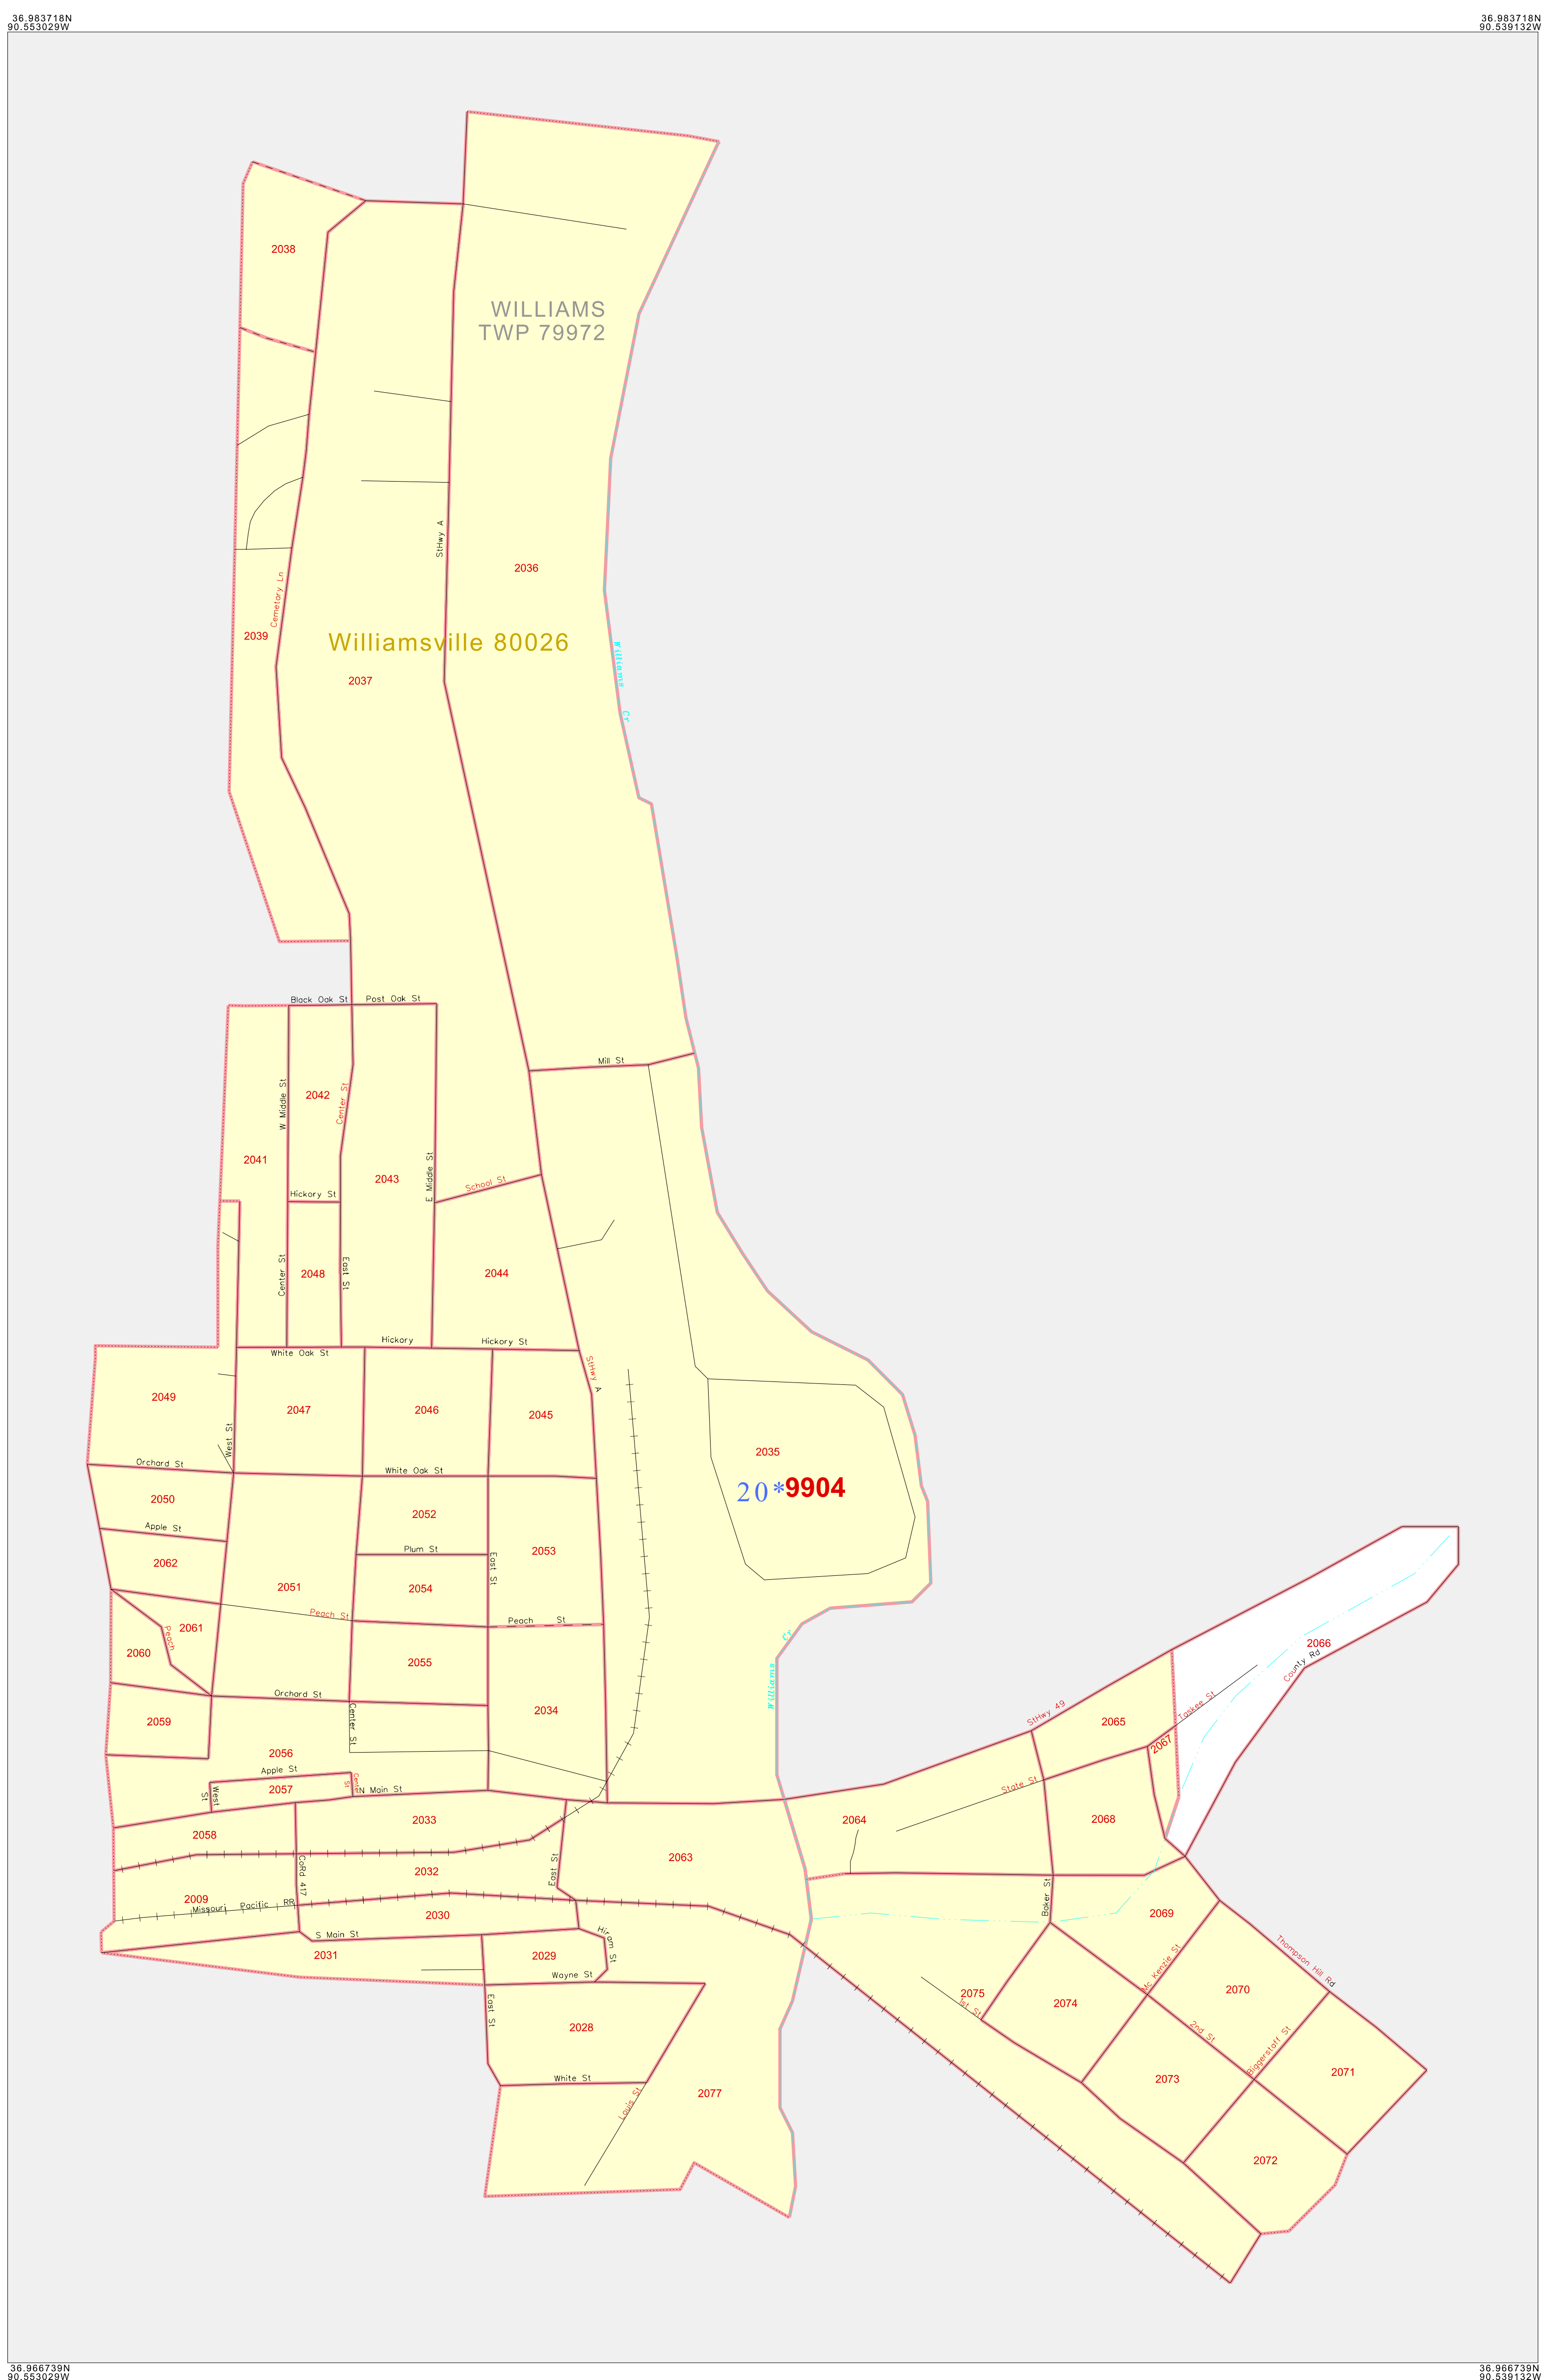 36.983718N
90.553029W
36.983718N
90.539132W
2038
WILLIAMS
TWP 79972
StHwy A
2036
Cemetary Ln
2039
Williamsville 80026
Williams
2037
Cr
Black Oak St
Post Oak St
Mill St
W Middle St
2042
Center St
2041
2043
E Middle St
School St
Hickory St
Center St
2048
East St
2044
Hickory
Hickory St
White Oak St
StHwy A
2049
2047
2046
2045
West St
2035
Orchard St
White Oak St
20*9904
2050
2052
Apple St
Plum St
2053
2062
East St
2051
2054
Peach St
Peach St
2061
Peach
2060
Cr
2066
County Rd
2055
Williams
Orchard St
Taskee St
2059
Center St
2034
StHwy 49
2065
2067
2056
Apple St
Center St
State St
West St
2057
N Main St
2064
2068
2058
2033
2063
CoRd 417
2032
East St
2009
Missouri Pacific RR
2030
Baker St
2069
S Main St
Hiram St
2031
2029
Thompson Hill Rd
Mc Kenzie St
Wayne St
East St
2075
1st St
2074
2070
2028
2nd St
Biggerstaff St
White St
2077
2073
2071
Louis St
2072
36.966739N
90.553029W
36.966739N
90.539132W